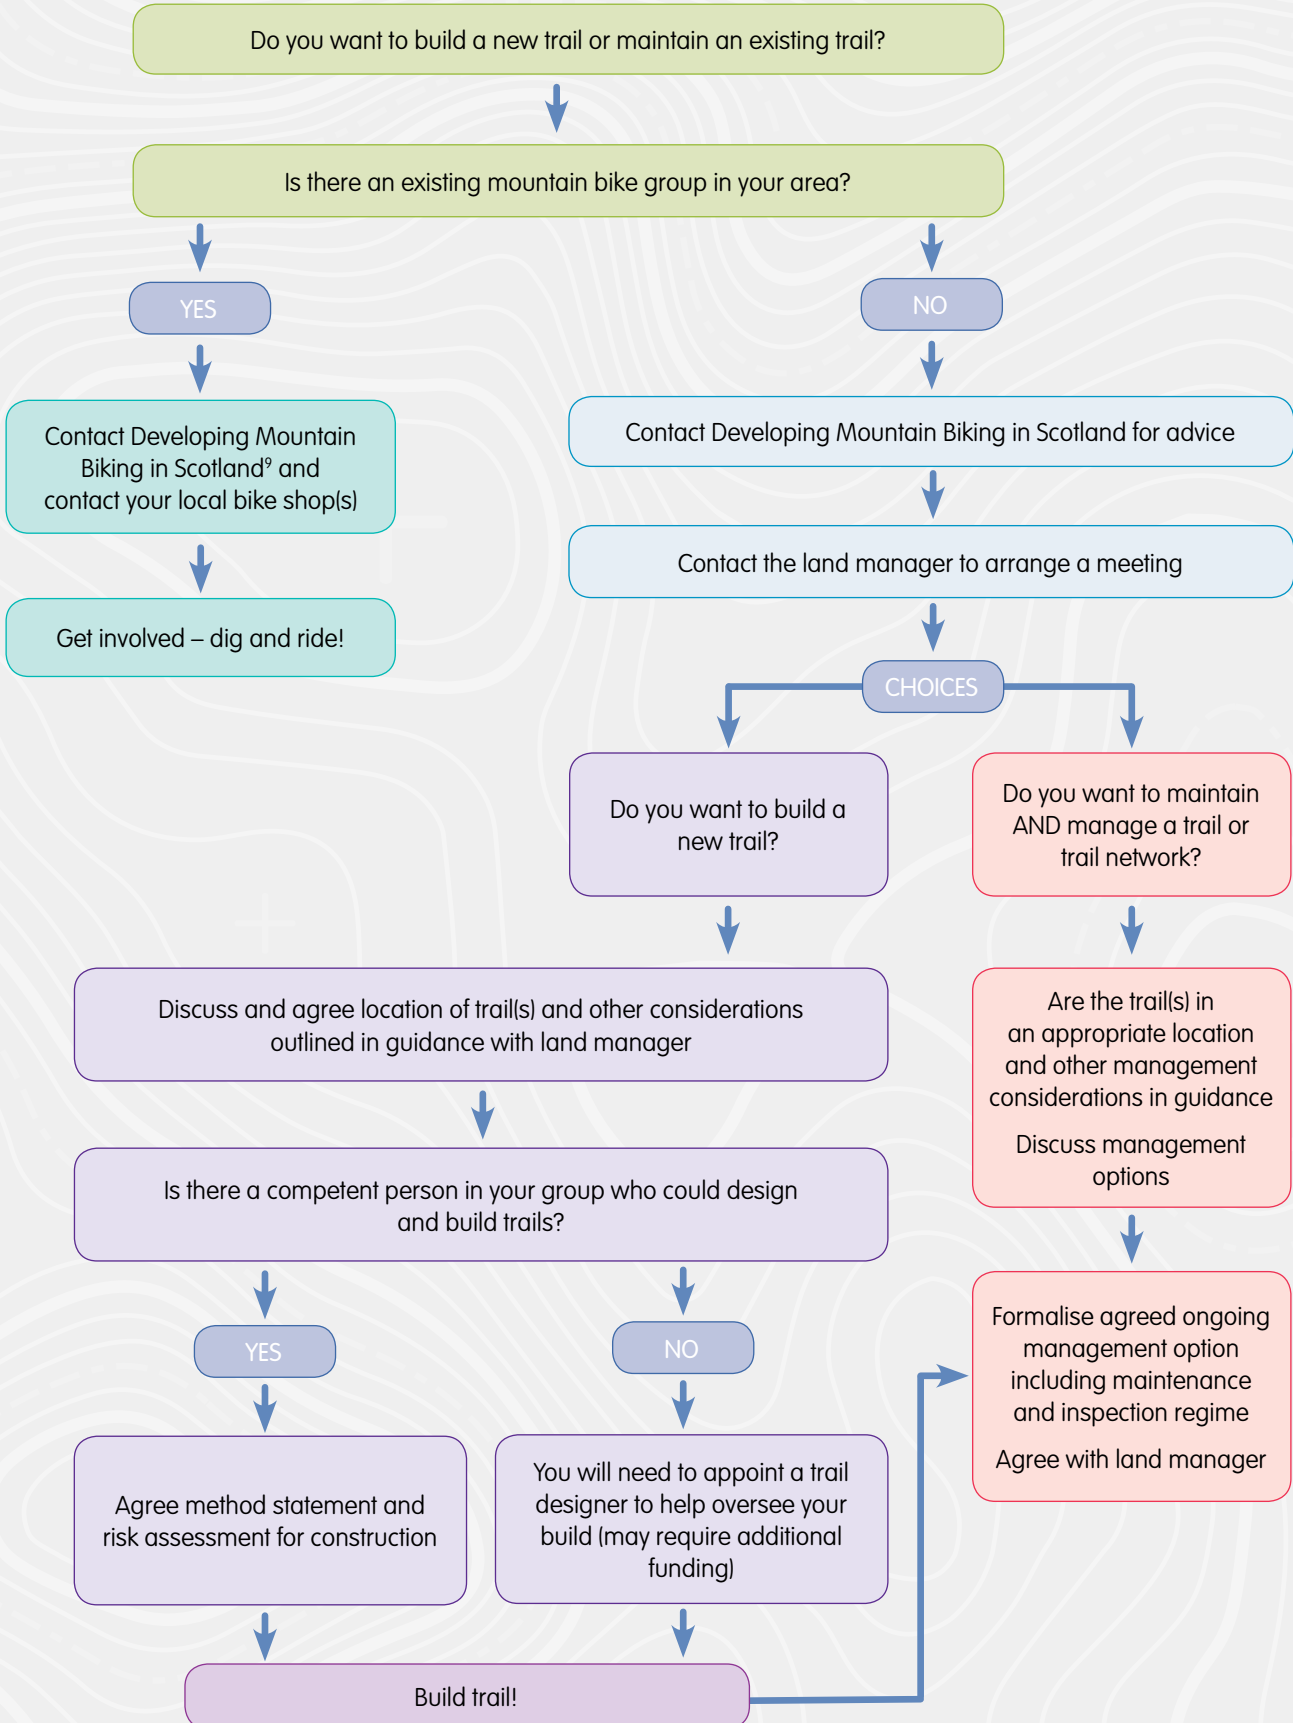 Do you want to build a new trail or maintain an existing trail?
Is there an existing mountain bike group in your area?
YES
NO
Contact Developing Mountain
Biking in Scotland⁹ and
contact your local bike shop(s)
Get involved – dig and ride!
Contact Developing Mountain Biking in Scotland for advice
Contact the land manager to arrange a meeting
CHOICES
Do you want to build a
new trail?
Do you want to maintain
AND manage a trail or
trail network?
Discuss and agree location of trail(s) and other considerations
outlined in guidance with land manager
Are the trail(s) in
an appropriate location
and other management
considerations in guidance
Discuss management
options
Is there a competent person in your group who could design
and build trails?
YES
NO
Agree method statement and
risk assessment for construction
You will need to appoint a trail
designer to help oversee your
build (may require additional
funding)
Formalise agreed ongoing
management option
including maintenance
and inspection regime
Agree with land manager
Build trail!